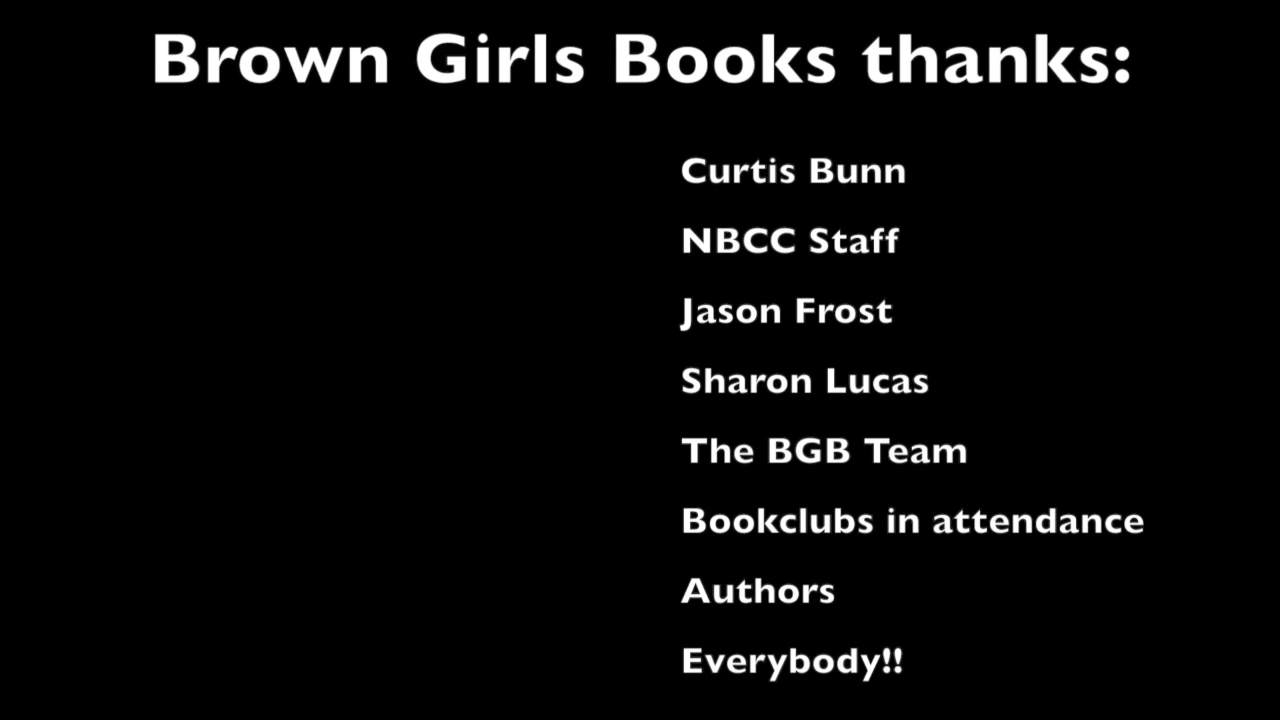 Brown Girls Books thanks:
Curtis Bunn
NBCC Staff
Jason Frost
Sharon Lucas
The BGB Team
Bookclubs in attendance
Authors
Everybody!!